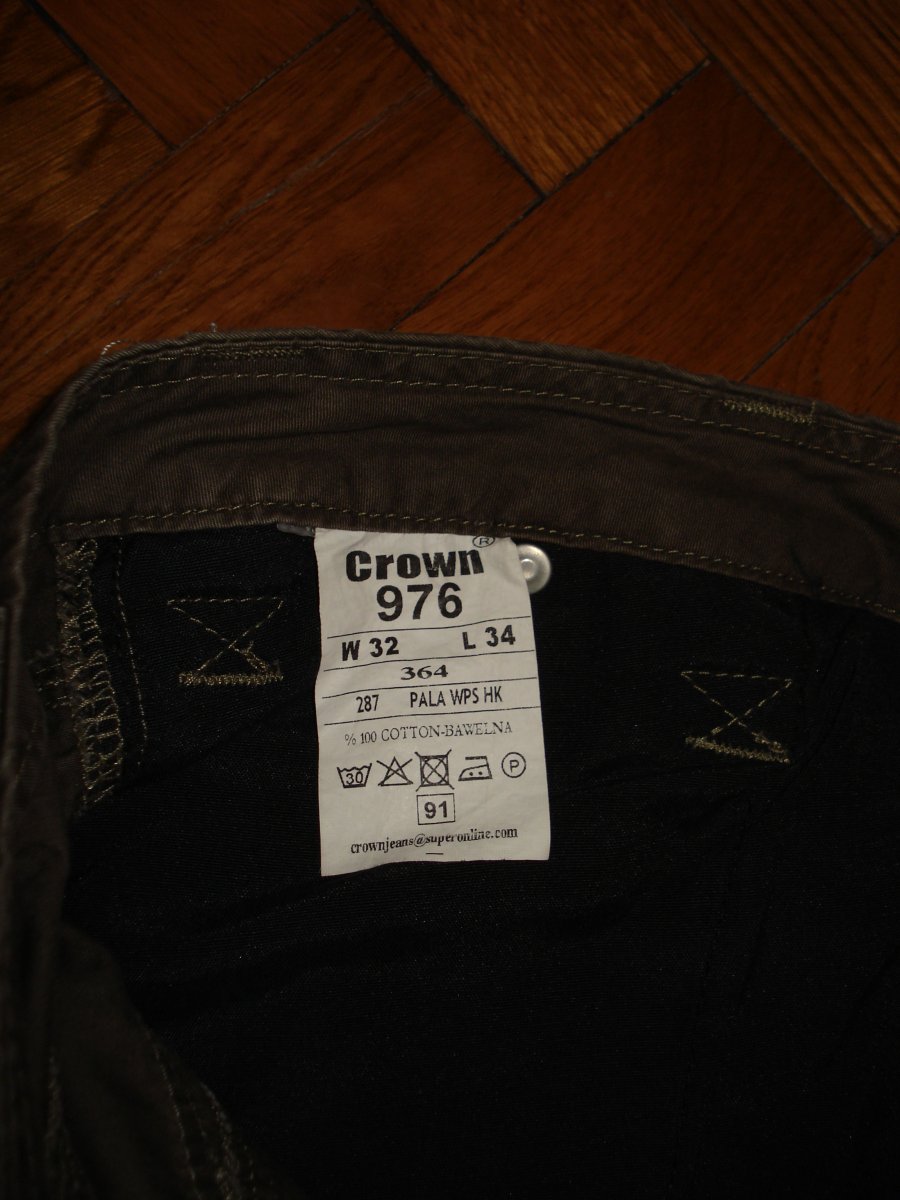 Crown®
976
W 32 L 34
364
287 PALA WPS HK
% 100 COTTON-BAWELNA
30 P
91
crownjeans@superonline.com